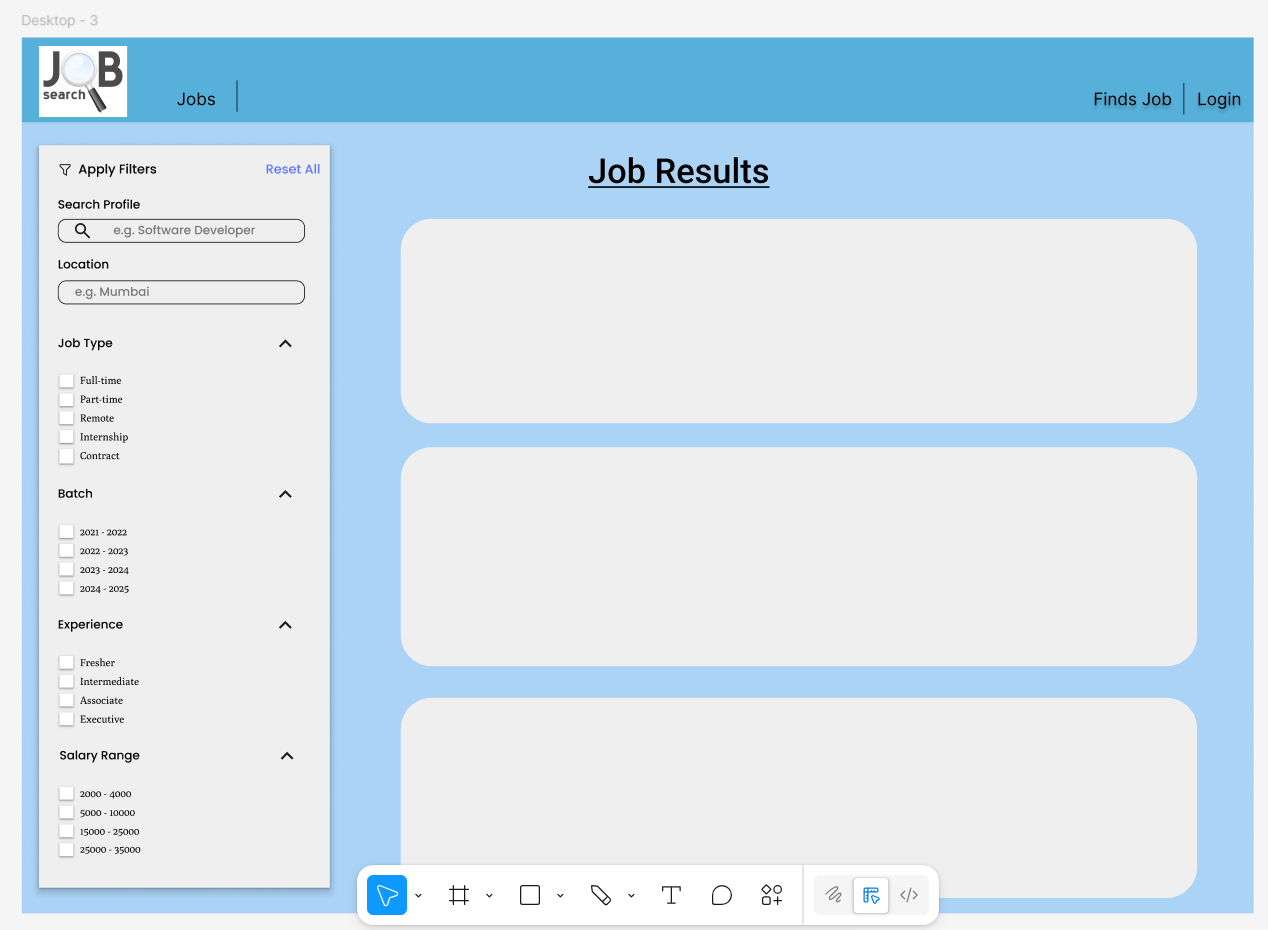 Desktop - 3
JOB
search
Jobs
Finds Job
Login
Apply Filters
Reset All
Search Profile
e.g. Software Developer
Location
e.g. Mumbai
Job Type
Full-time
Part-time
Remote
Internship
Contract
Batch
2021 - 2022
2022 - 2023
2023 - 2024
2024 - 2025
Experience
Fresher
Intermediate
Associate
Executive
Salary Range
2000 - 4000
5000 - 10000
15000 - 25000
25000 - 35000
Job Results